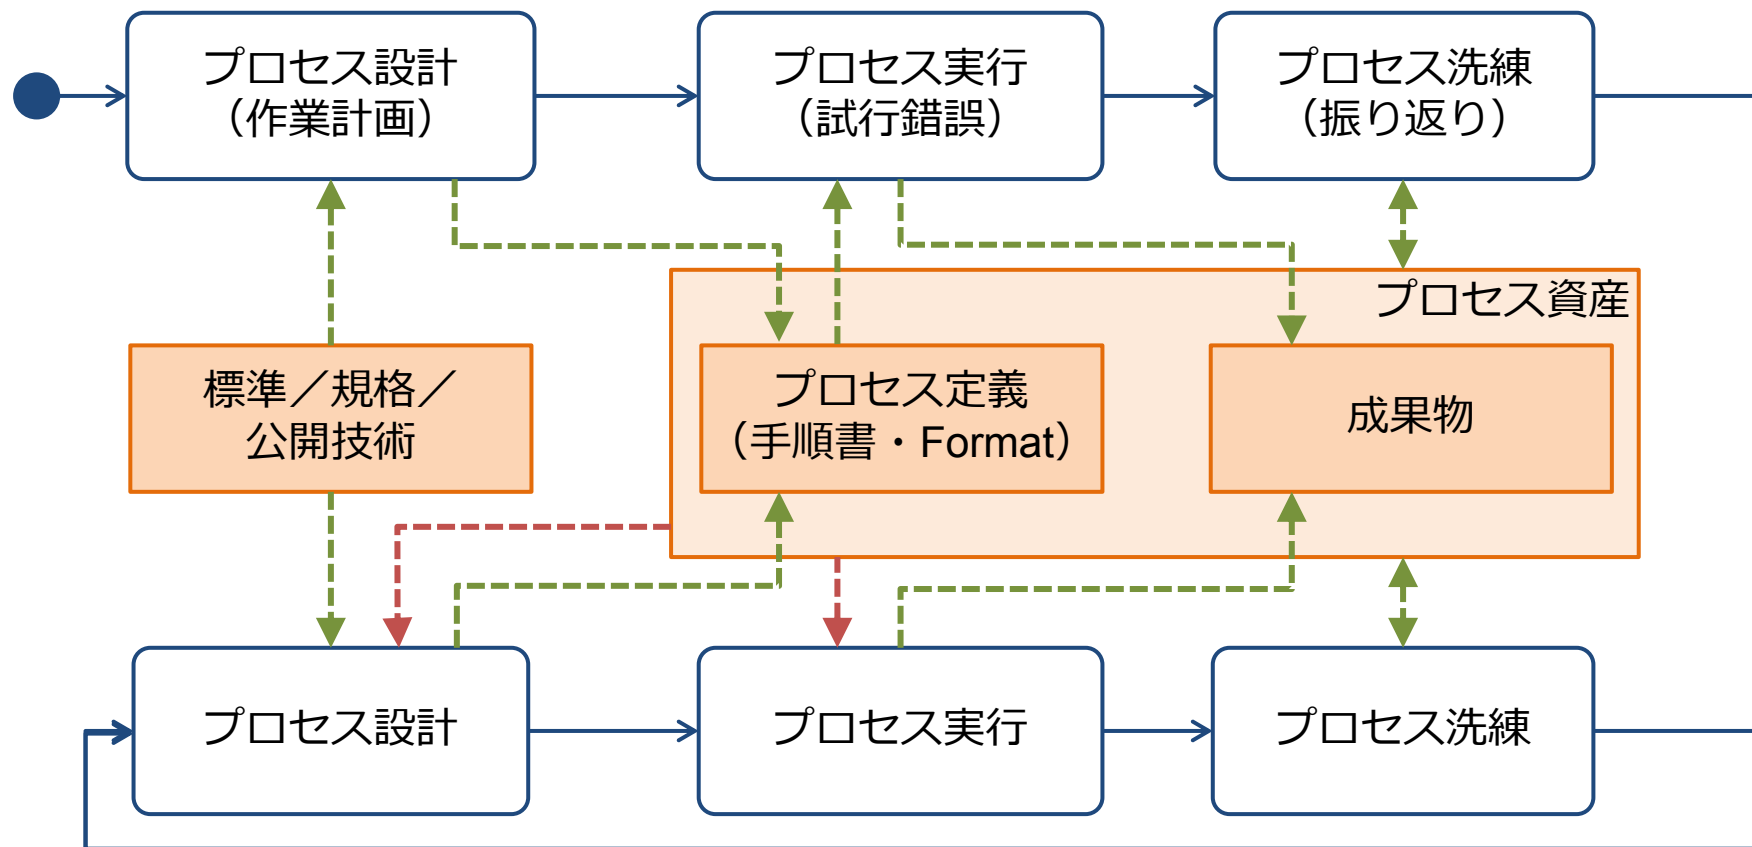 プロセス設計
（作業計画）
プロセス実行
（試行錯誤）
プロセス洗練
（振り返り）
プロセス資産
標準／規格／
公開技術
プロセス定義
（手順書・Format）
成果物
プロセス設計
プロセス実行
プロセス洗練